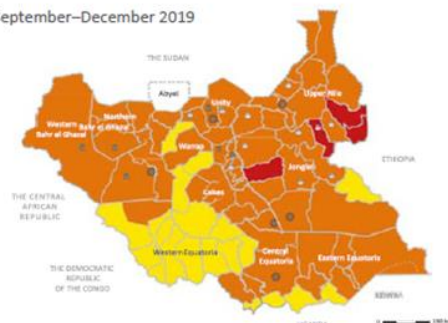 September–December 2019
THE SUDAN
Abyei
Upper Nile
Unity
Northern
Bahr el Ghazal
Western
Bahr el Ghazal
Warrap
ETHIOPIA
Jonglei
Lakes
THE CENTRAL
AFRICAN
REPUBLIC
Western Equatoria
Central
Equatoria
Eastern Equatoria
THE DEMOCRATIC
REPUBLIC
OF THE CONGO
KENYA